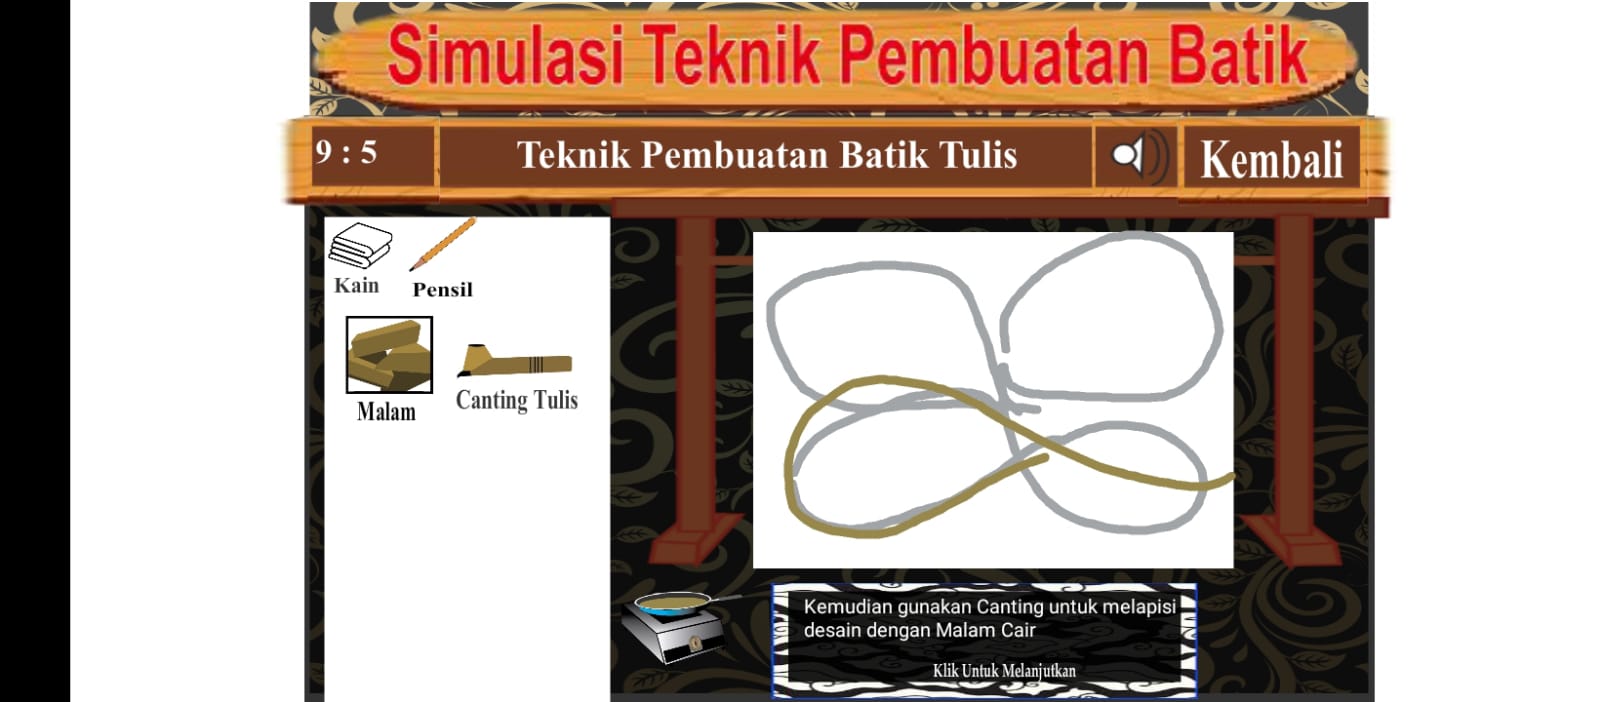 Simulasi Teknik Pembuatan Batik
9 : 5
Teknik Pembuatan Batik Tulis
Kembali
Kain
Pensil
Malam
Canting Tulis
Kemudian gunakan Canting untuk melapisi
desain dengan Malam Cair
Klik Untuk Melanjutkan